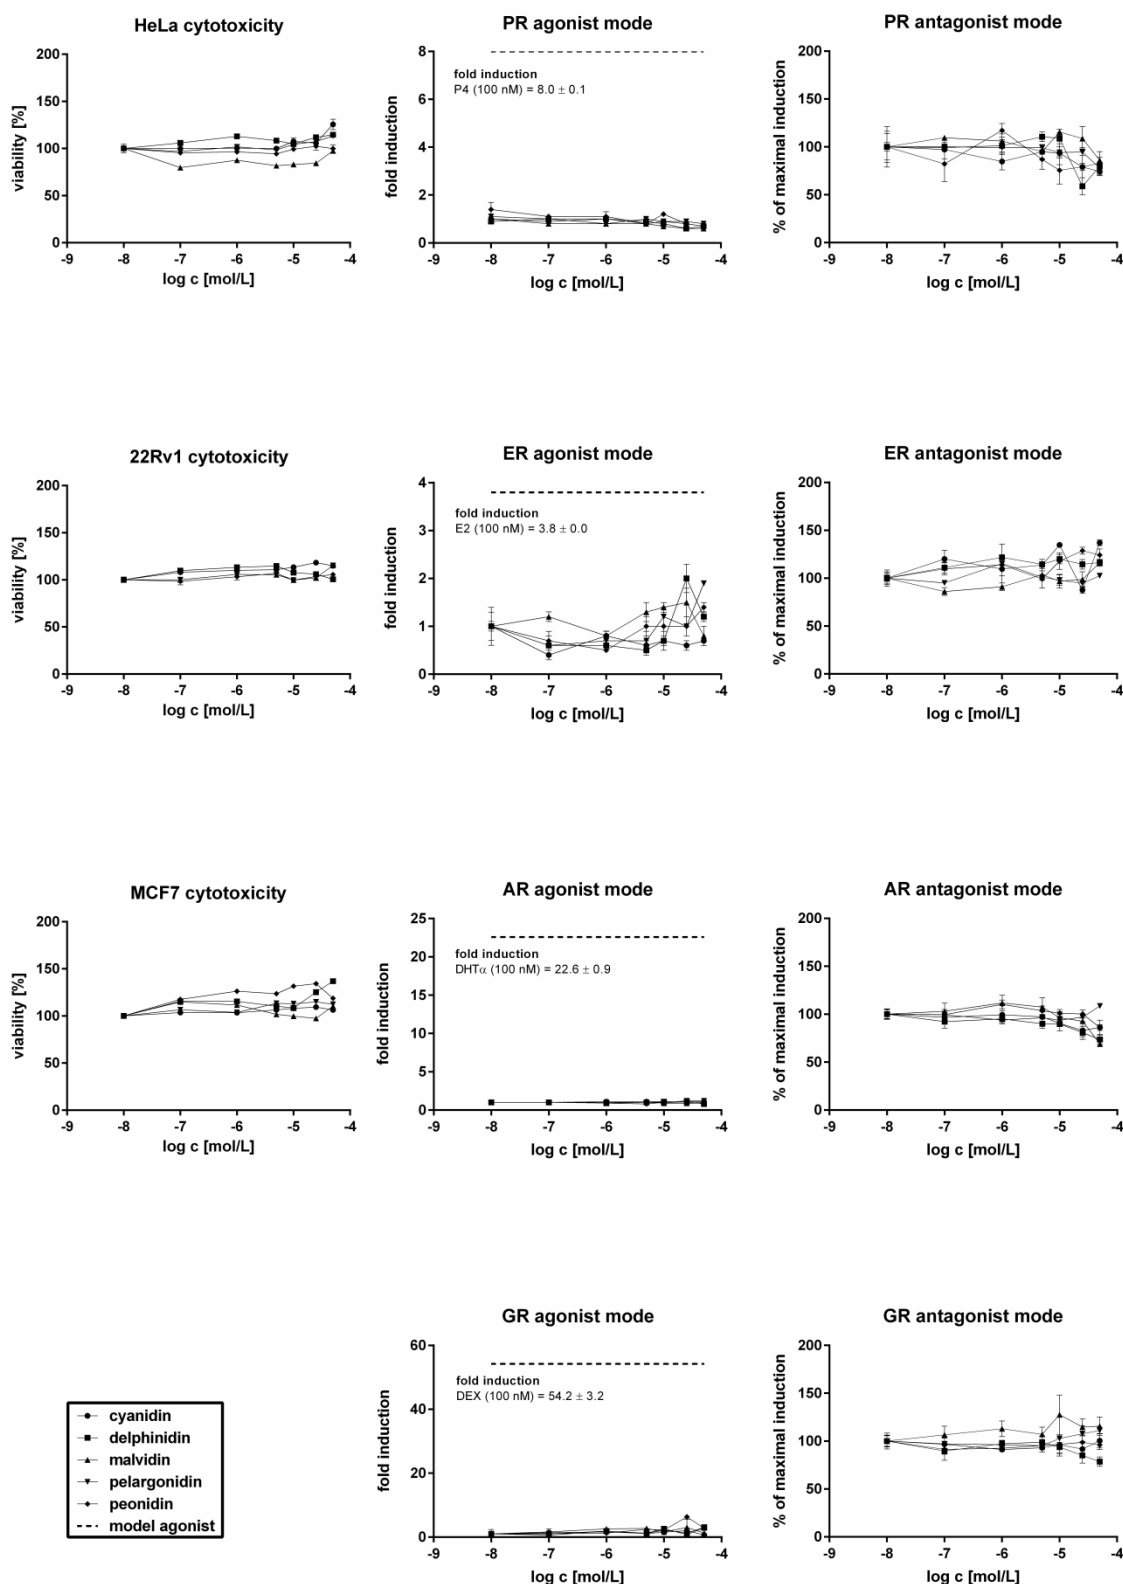 HeLa cytotoxicity
200
150
100
50
0
viability [%]
-9 -8 -7 -6 -5 -4
log c [mol/L]
PR agonist mode
8
6
4
2
0
fold induction
fold induction
P4 (100 nM) = 8.0 ± 0.1
-9 -8 -7 -6 -5 -4
log c [mol/L]
PR antagonist mode
200
150
100
50
0
% of maximal induction
-9 -8 -7 -6 -5 -4
log c [mol/L]
22Rv1 cytotoxicity
200
150
100
50
0
viability [%]
-9 -8 -7 -6 -5 -4
log c [mol/L]
ER agonist mode
4
3
2
1
0
fold induction
fold induction
E2 (100 nM) = 3.8 ± 0.0
-9 -8 -7 -6 -5 -4
log c [mol/L]
ER antagonist mode
200
150
100
50
0
% of maximal induction
-9 -8 -7 -6 -5 -4
log c [mol/L]
MCF7 cytotoxicity
200
150
100
50
0
viability [%]
-9 -8 -7 -6 -5 -4
log c [mol/L]
AR agonist mode
25
20
15
10
5
0
fold induction
fold induction
DHTα (100 nM) = 22.6 ± 0.9
-9 -8 -7 -6 -5 -4
log c [mol/L]
AR antagonist mode
200
150
100
50
0
% of maximal induction
-9 -8 -7 -6 -5 -4
log c [mol/L]
cyanidin
delphinidin
malvidin
pelargonidin
peonidin
model agonist
GR agonist mode
60
40
20
0
fold induction
fold induction
DEX (100 nM) = 54.2 ± 3.2
-9 -8 -7 -6 -5 -4
log c [mol/L]
GR antagonist mode
200
150
100
50
0
% of maximal induction
-9 -8 -7 -6 -5 -4
log c [mol/L]